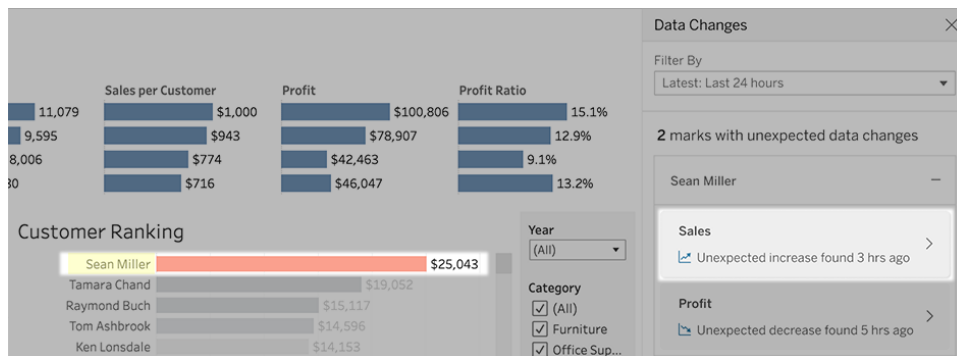 Data Changes
Filter By
Latest: Last 24 hours
Sales per Customer Profit Profit Ratio
11,079 $1,000 $100,806 15.1%
9,595 $943 $78,907 12.9%
8,006 $774 $42,463 9.1%
$716 $46,047 13.2%
2 marks with unexpected data changes
Sean Miller
Sales
Unexpected increase found 3 hrs ago
Profit
Unexpected decrease found 5 hrs ago
Customer Ranking
Sean Miller $25,043
Tamara Chand $19,052
Raymond Buch $15,117
Tom Ashbrook $14,596
Ken Lonsdale $14,153
Year
(All)
Category
(All)
Furniture
Office Sup...